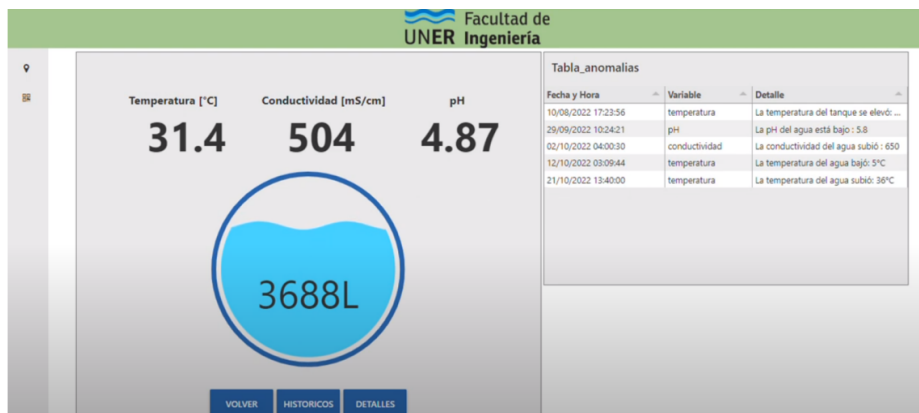 Facultad de
UNER Ingeniería
Temperatura [°C]
Conductividad [mS/cm]
pH
31.4
504
4.87
3688L
VOLVER
HISTORICOS
DETALLES
Tabla_anomalias
Fecha y Hora Variable Detalle
10/08/2022 17:23:56 temperatura La temperatura del tanque se elevó: ...
29/09/2022 10:24:21 pH La pH del agua está bajo : 5.8
02/10/2022 04:00:30 conductividad La conductividad del agua subió : 650
12/10/2022 03:09:44 temperatura La temperatura del agua bajó: 5°C
21/10/2022 13:40:00 temperatura La temperatura del agua subió: 36°C